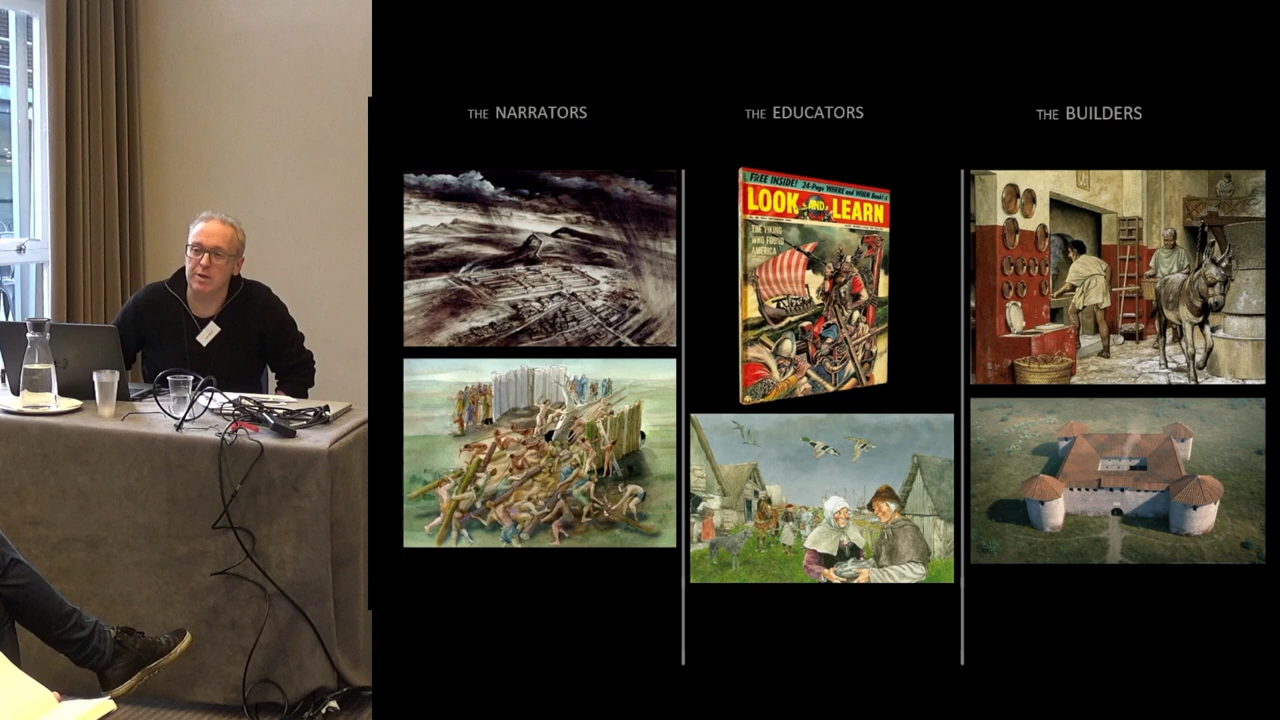 THE NARRATORS
THE EDUCATORS
THE BUILDERS
FREE INSIDE! 24-Page WHERE and WHEN Book!
LOOK AND LEARN
THE VIKING
WHO FOUND
AMERICA